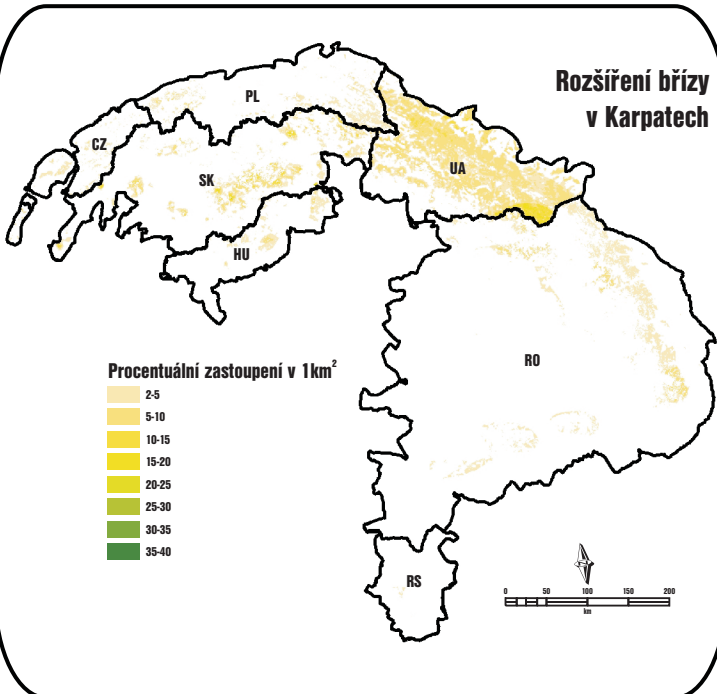 Rozšíření břízy
v Karpatech
PL
CZ
SK
UA
HU
RO
RS
Procentuální zastoupení v 1km²
2-5
5-10
10-15
15-20
20-25
25-30
30-35
35-40
0 50 100 150 200
km